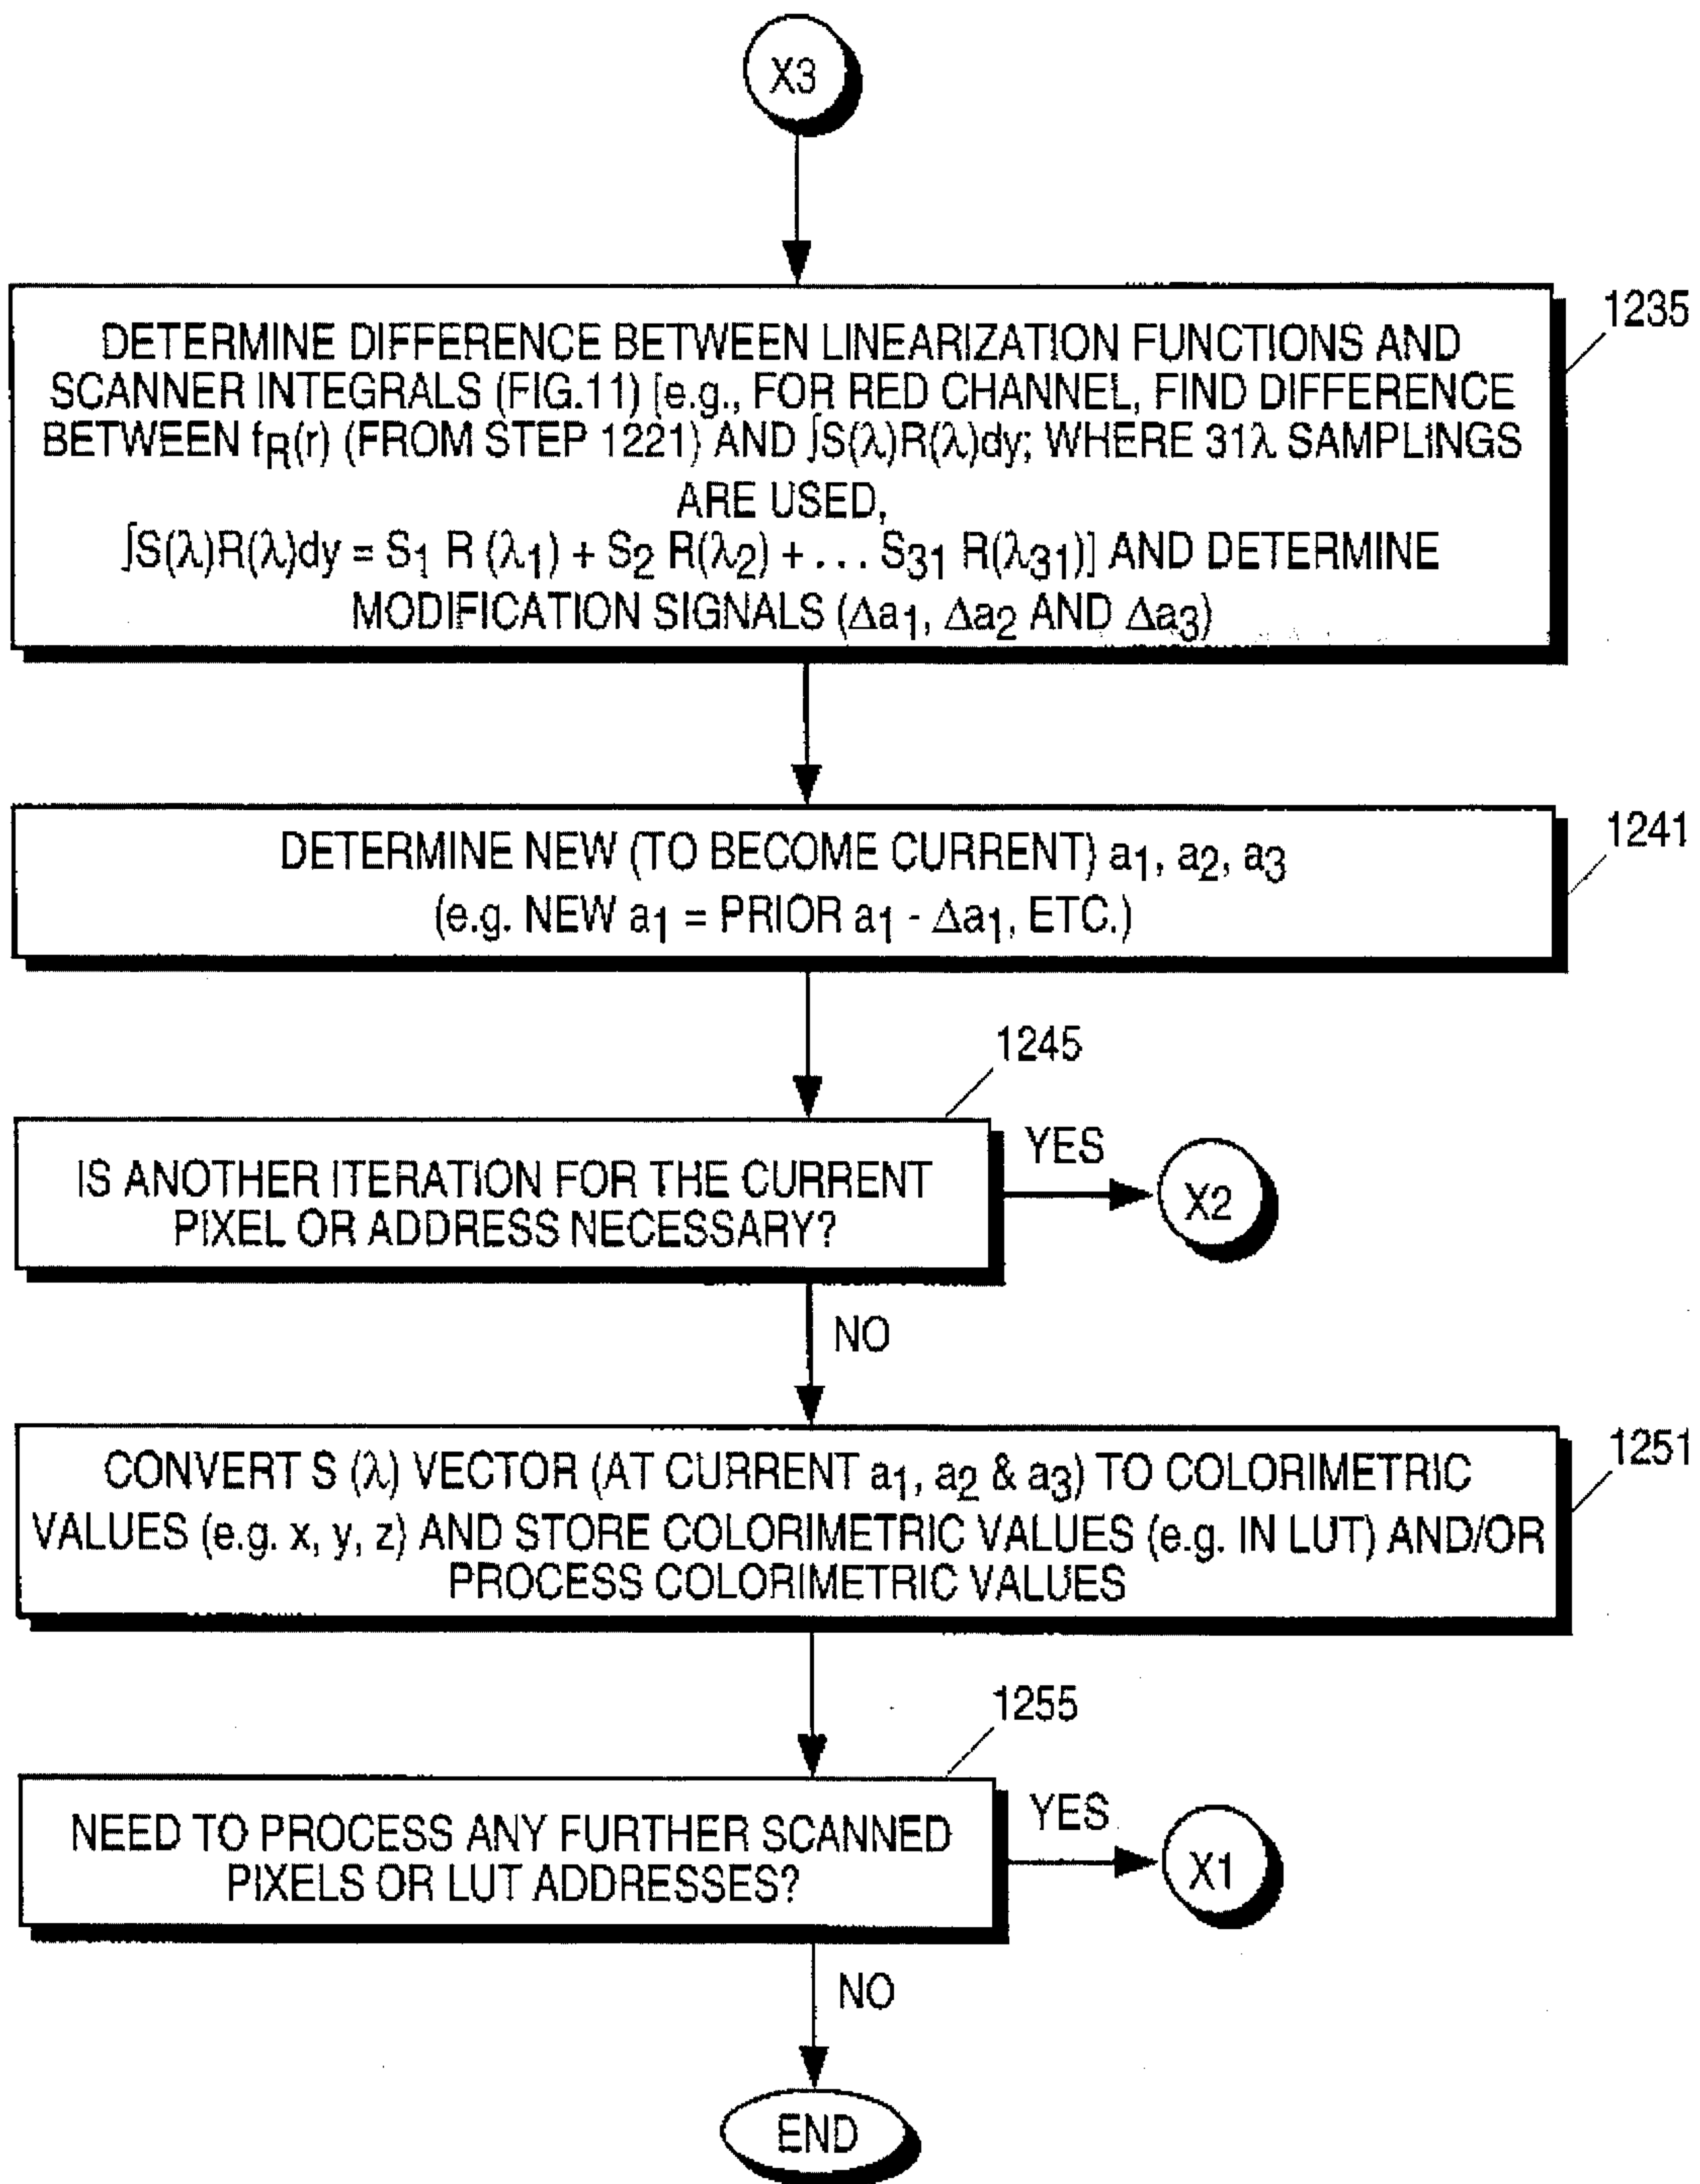 X3
1235
DETERMINE DIFFERENCE BETWEEN LINEARIZATION FUNCTIONS AND
SCANNER INTEGRALS (FIG.11) [e.g., FOR RED CHANNEL, FIND DIFFERENCE
BETWEEN fR(r) (FROM STEP 1221) AND ∫S(λ)R(λ)dy; WHERE 31λ SAMPLINGS
ARE USED,
∫S(λ)R(λ)dy = S1 R (λ1) + S2 R(λ2) + ... S31 R(λ31)] AND DETERMINE
MODIFICATION SIGNALS (Δa1, Δa2 AND Δa3)
1241
DETERMINE NEW (TO BECOME CURRENT) a1, a2, a3
(e.g. NEW a1 = PRIOR a1 - Δa1, ETC.)
1245
IS ANOTHER ITERATION FOR THE CURRENT
PIXEL OR ADDRESS NECESSARY?
YES
X2
NO
1251
CONVERT S (λ) VECTOR (AT CURRENT a1, a2 & a3) TO COLORIMETRIC
VALUES (e.g. x, y, z) AND STORE COLORIMETRIC VALUES (e.g. IN LUT) AND/OR
PROCESS COLORIMETRIC VALUES
1255
NEED TO PROCESS ANY FURTHER SCANNED
PIXELS OR LUT ADDRESSES?
YES
X1
NO
END